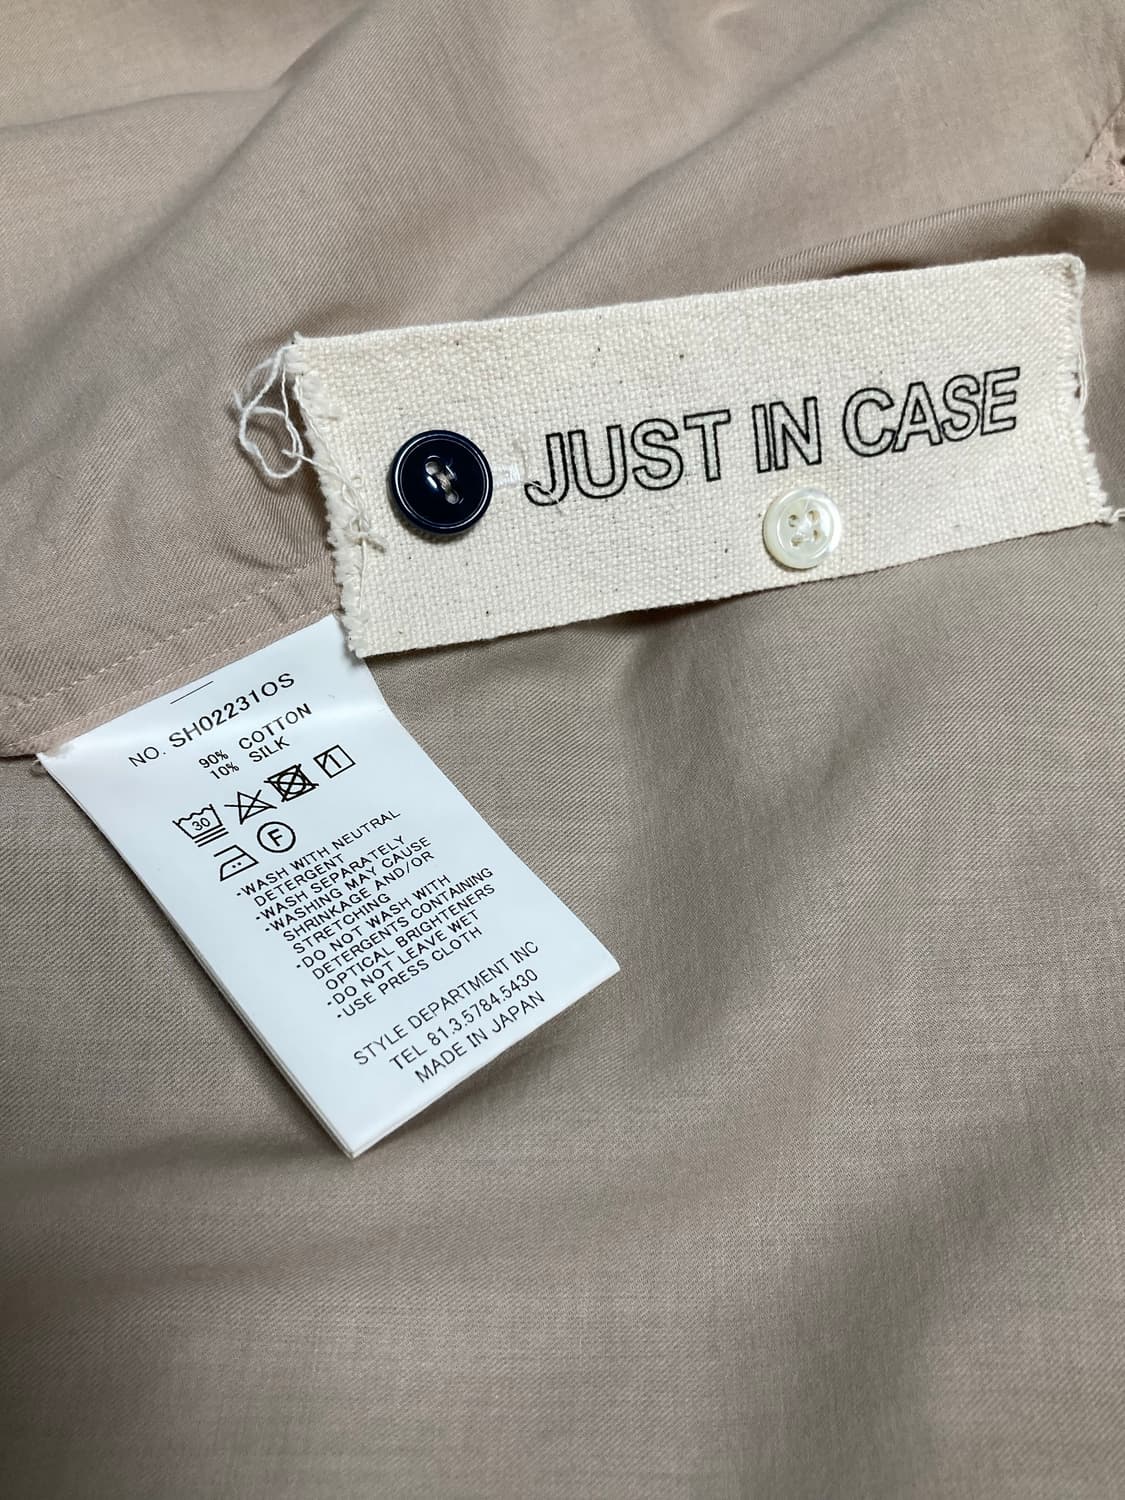 JUST IN CASE
NO. SH02231OS
90% COTTON
10% SILK
30
F
-WASH WITH NEUTRAL
DETERGENT
-WASH SEPARATELY
-WASHING MAY CAUSE
SHRINKAGE AND/OR
STRETCHING
-DO NOT WASH WITH
DETERGENTS CONTAINING
OPTICAL BRIGHTENERS
-DO NOT LEAVE WET
-USE PRESS CLOTH
STYLE DEPARTMENT INC
TEL 81.3.5784.5430
MADE IN JAPAN